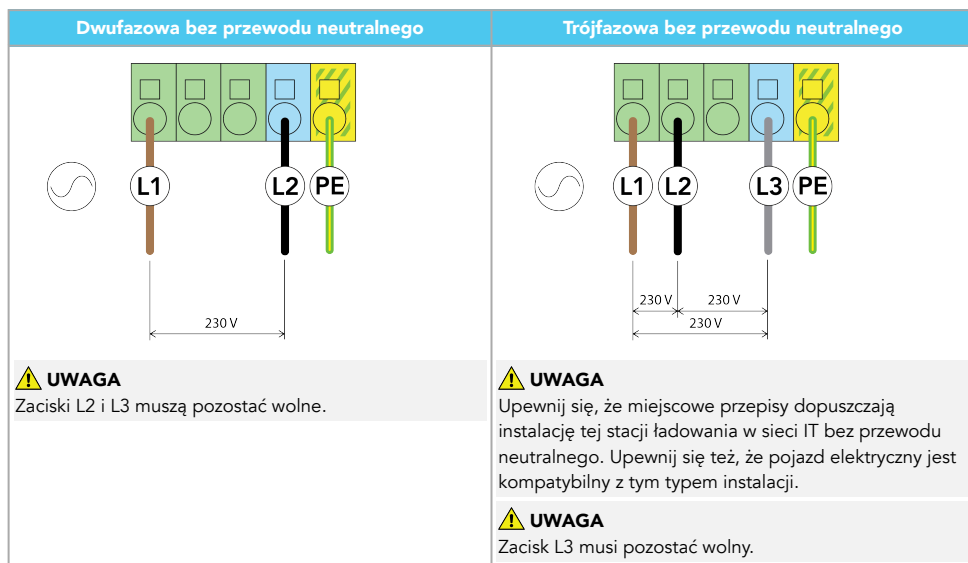 Dwufazowa bez przewodu neutralnego
L1
L2
PE
230 V
UWAGA
Zaciski L2 i L3 muszą pozostać wolne.
Trójfazowa bez przewodu neutralnego
L1
L2
L3
PE
230 V
230 V
230 V
UWAGA
Upewnij się, że miejscowe przepisy dopuszczają
instalację tej stacji ładowania w sieci IT bez przewodu
neutralnego. Upewnij się też, że pojazd elektryczny jest
kompatybilny z tym typem instalacji.
UWAGA
Zacisk L3 musi pozostać wolny.